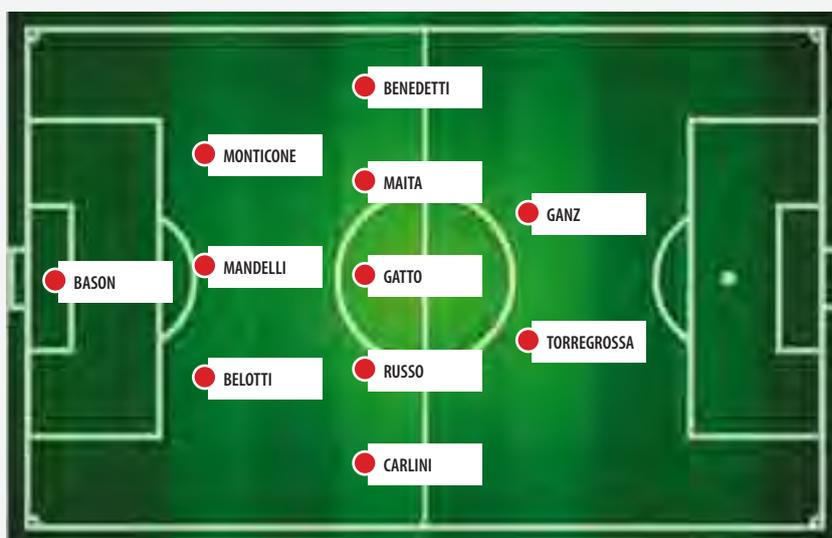 BASON
MONTICONE
MANDELLI
BELOTTI
BENEDETTI
MAITA
GATTO
RUSSO
CARLINI
GANZ
TORREGROSSA